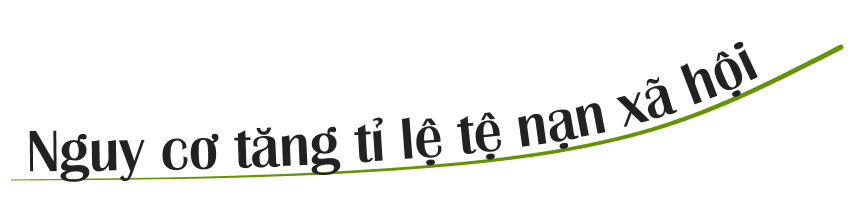 Nguy cơ tăng tỉ lệ tệ nạn xã hội